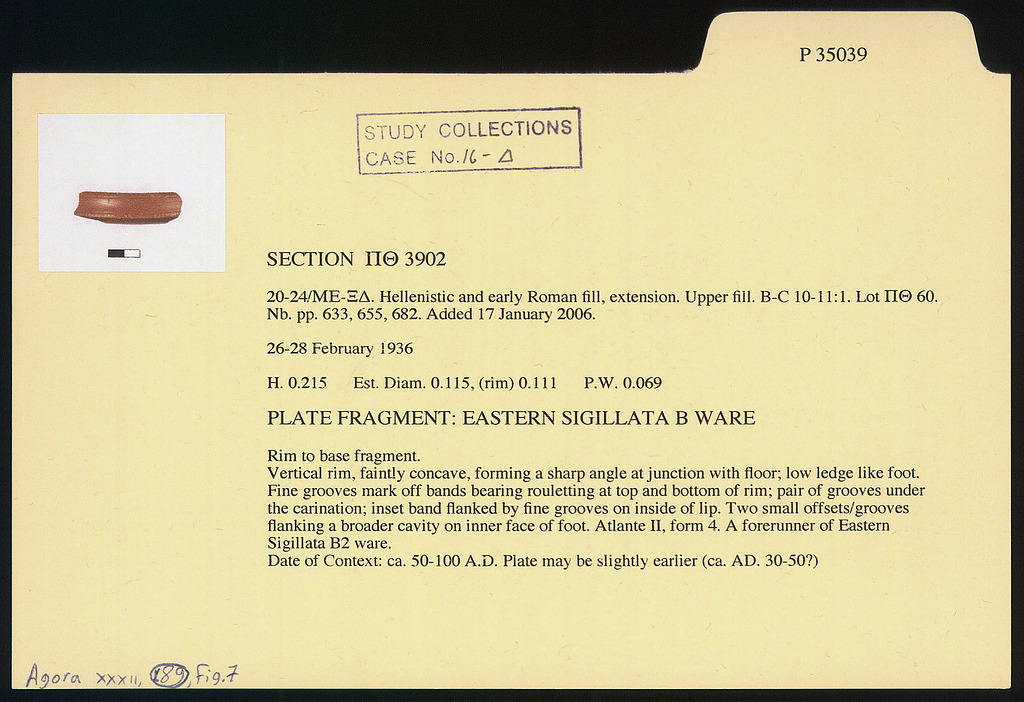 P 35039
STUDY COLLECTIONS
CASE No. 16-Δ
SECTION ΠΘ 3902
20-24/ΜΕ-ΞΔ. Hellenistic and early Roman fill, extension. Upper fill. B-C 10-11:1. Lot ΠΘ 60.
Nb. pp. 633, 655, 682. Added 17 January 2006.
26-28 February 1936
H. 0.215 Est. Diam. 0.115, (rim) 0.111 P.W. 0.069
PLATE FRAGMENT: EASTERN SIGILLATA B WARE
Rim to base fragment.
Vertical rim, faintly concave, forming a sharp angle at junction with floor; low ledge like foot.
Fine grooves mark off bands bearing rouletting at top and bottom of rim; pair of grooves under
the carination; inset band flanked by fine grooves on inside of lip. Two small offsets/grooves
flanking a broader cavity on inner face of foot. Atlante II, form 4. A forerunner of Eastern
Sigillata B2 ware.
Date of Context: ca. 50-100 A.D. Plate may be slightly earlier (ca. AD. 30-50?)
Agora xxxii, 189, Fig.7